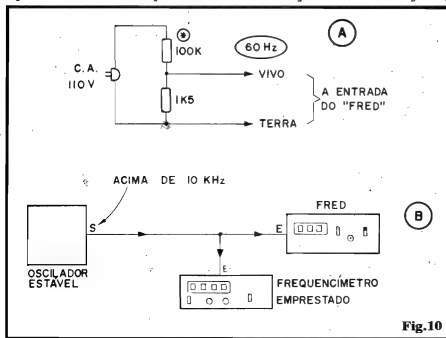 A
100K
60 Hz
C.A.
110 V
VIVO
1K5
A ENTRADA
DO "FRED"
TERRA
ACIMA DE 10 KHz
FRED
B
S
E
OSCILADOR
ESTÁVEL
E
FREQUENCÍMETRO
EMPRESTADO
Fig.10